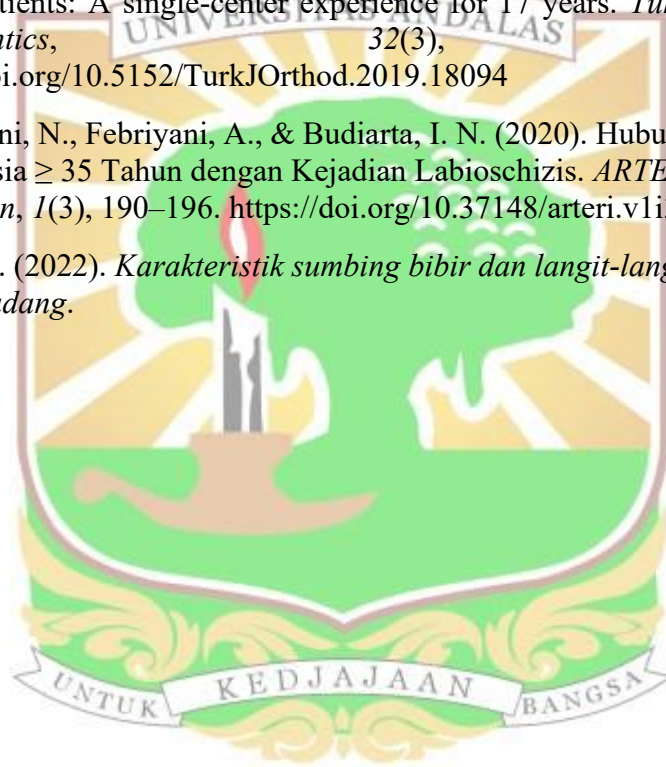 tients: A single-center experience for 17 years.
UNIVERSITAS ANDALAS
ntics, 32(3),
oi.org/10.5152/TurkJOrthod.2019.18094
ni, N., Febriyani, A., & Budiarta, I. N. (2020). Hubu
sia ≥ 35 Tahun dengan Kejadian Labioschizis. ARTE
n, 1(3), 190–196. https://doi.org/10.37148/arteri.v1i
. (2022). Karakteristik sumbing bibir dan langit-lang
adang.
UNTUK KEDJAJAAN BANGSA